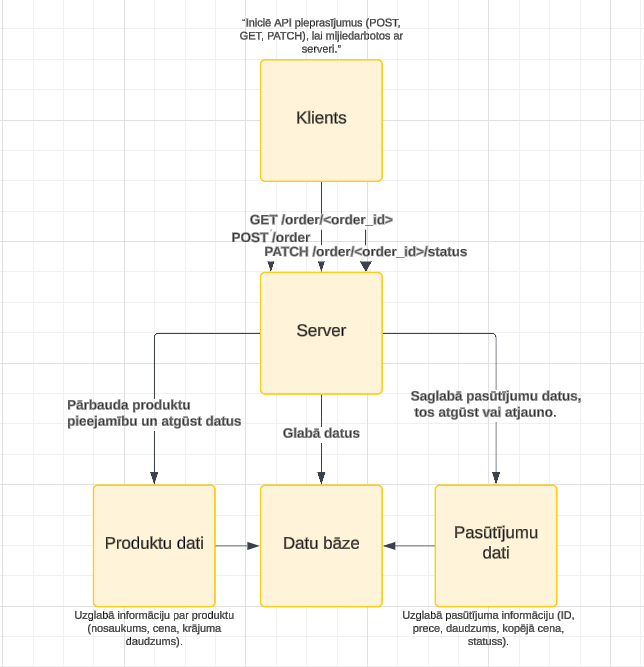 “Iniciē API pieprasījumus (POST,
GET, PATCH), lai mijiedarbotos ar
serveri.”
Klients
GET /order/<order_id>
POST /order
PATCH /order/<order_id>/status
Server
Pārbauda produktu
pieejamību un atgūst datus
Glabā datus
Saglabā pasūtījumu datus,
tos atgūst vai atjauno.
Produktu dati
Datu bāze
Pasūtījumu
dati
Uzglabā informāciju par produktu
(nosaukums, cena, krājuma
daudzums).
Uzglabā pasūtījuma informāciju (ID,
prece, daudzums, kopējā cena,
statuss).